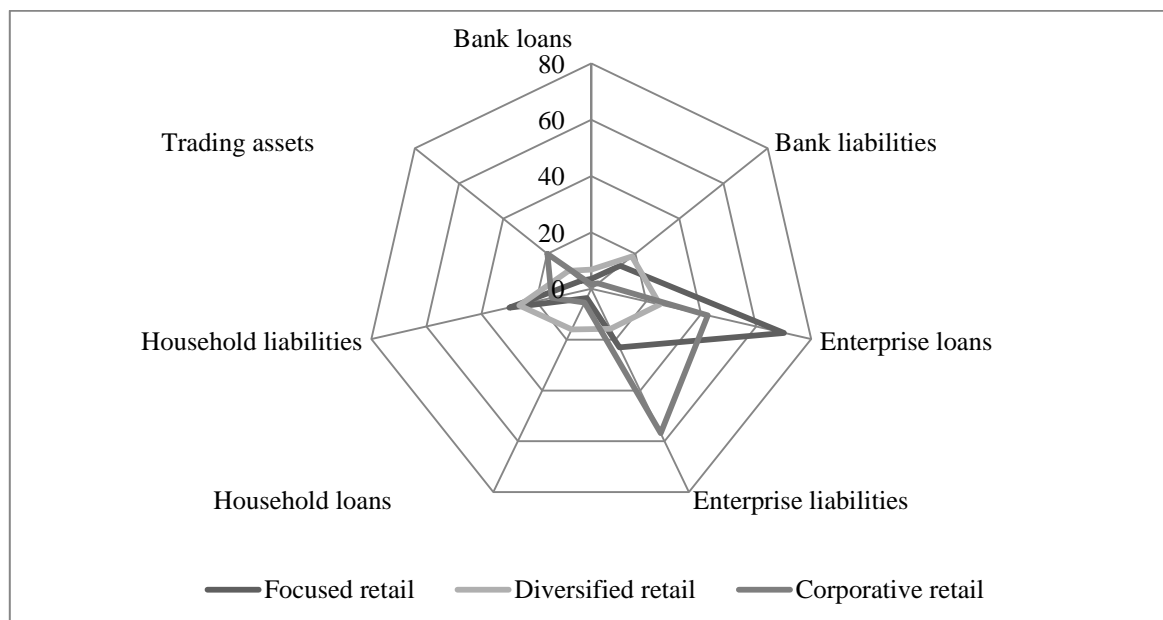 Bank loans
80
60
40
20
0
Trading assets
Bank liabilities
Household liabilities
Enterprise loans
Household loans
Enterprise liabilities
Focused retail Diversified retail Corporative retail